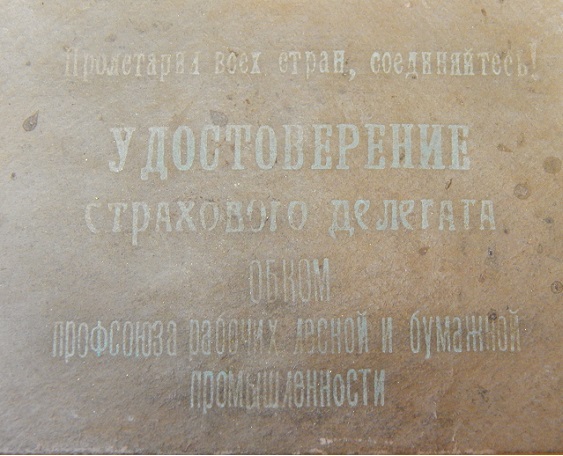 Пролетарии всех стран, соединяйтесь!
УДОСТОВЕРЕНИЕ
СТРАХОВОГО ДЕЛЕГАТА
ОБКОМ
профсоюза рабочих лесной и бумажной
промышленности